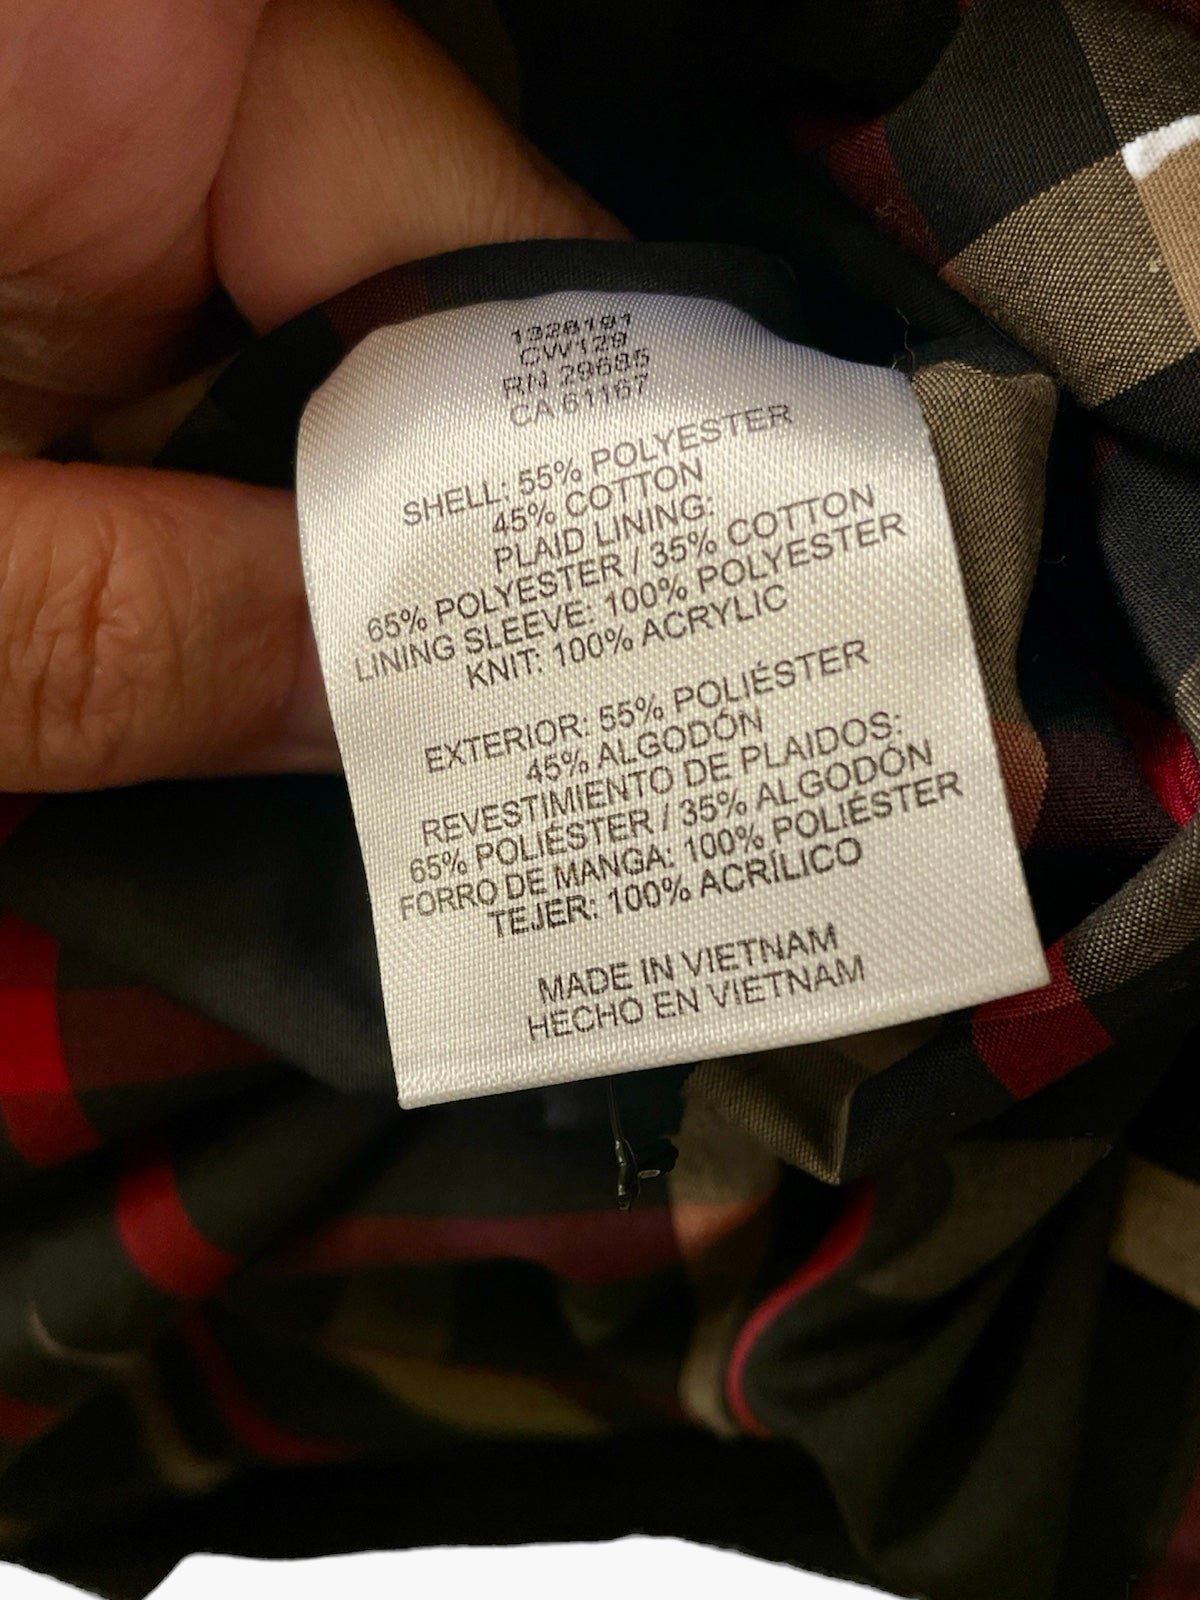 1328191
CW129
RN 29685
CA 61167
SHELL: 55% POLYESTER
45% COTTON
PLAID LINING:
65% POLYESTER / 35% COTTON
LINING SLEEVE: 100% POLYESTER
KNIT: 100% ACRYLIC
EXTERIOR: 55% POLIÉSTER
45% ALGODÓN
REVESTIMIENTO DE PLAIDOS:
65% POLIÉSTER / 35% ALGODÓN
FORRO DE MANGA: 100% POLIÉSTER
TEJER: 100% ACRÍLICO
MADE IN VIETNAM
HECHO EN VIETNAM